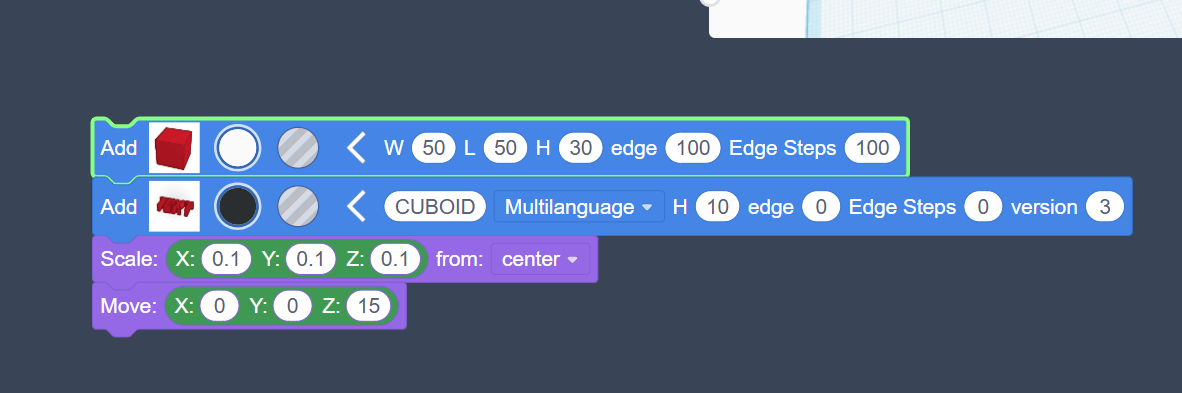 Add W 50 L 50 H 30 edge 100 Edge Steps 100
Add CUBOID Multilanguage H 10 edge 0 Edge Steps 0 version 3
Scale: X: 0.1 Y: 0.1 Z: 0.1 from: center
Move: X: 0 Y: 0 Z: 15